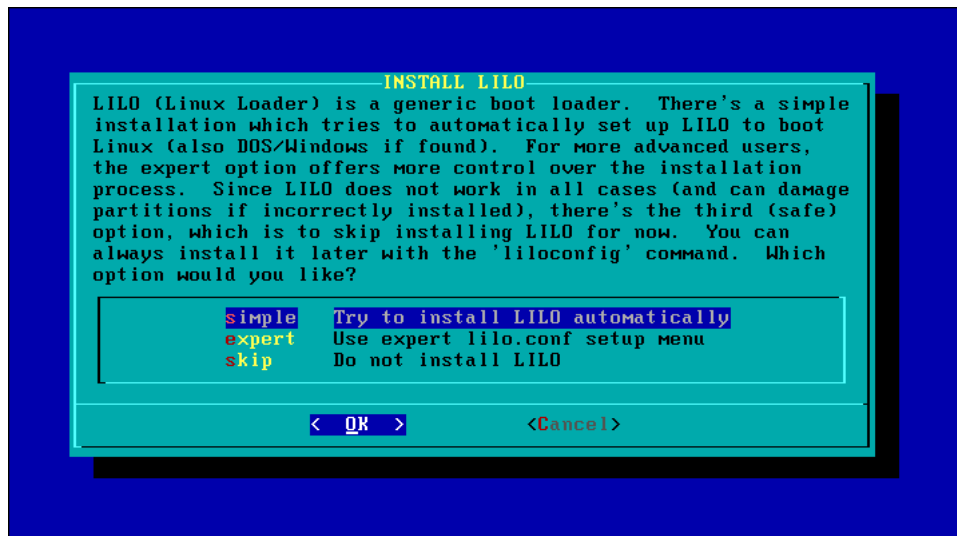 INSTALL LILO
LILO (Linux Loader) is a generic boot loader.  There's a simple
installation which tries to automatically set up LILO to boot
Linux (also DOS/Windows if found).  For more advanced users,
the expert option offers more control over the installation
process.  Since LILO does not work in all cases (and can damage
partitions if incorrectly installed), there's the third (safe)
option, which is to skip installing LILO for now.  You can
always install it later with the 'liloconfig' command.  Which
option would you like?
simple   Try to install LILO automatically
expert   Use expert lilo.conf setup menu
skip     Do not install LILO
<  OK  >          <Cancel>